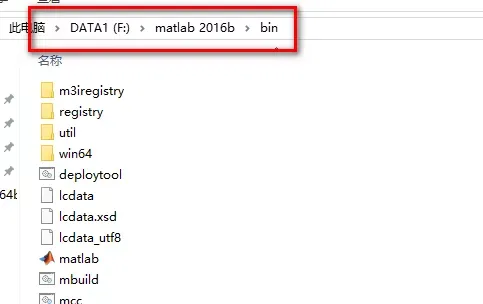 此电脑 > DATA1 (F:) > matlab 2016b > bin
名称
m3iregistry
registry
util
win64
deploytool
64b
lcdata
lcdata.xsd
lcdata_utf8
matlab
mbuild
mcc